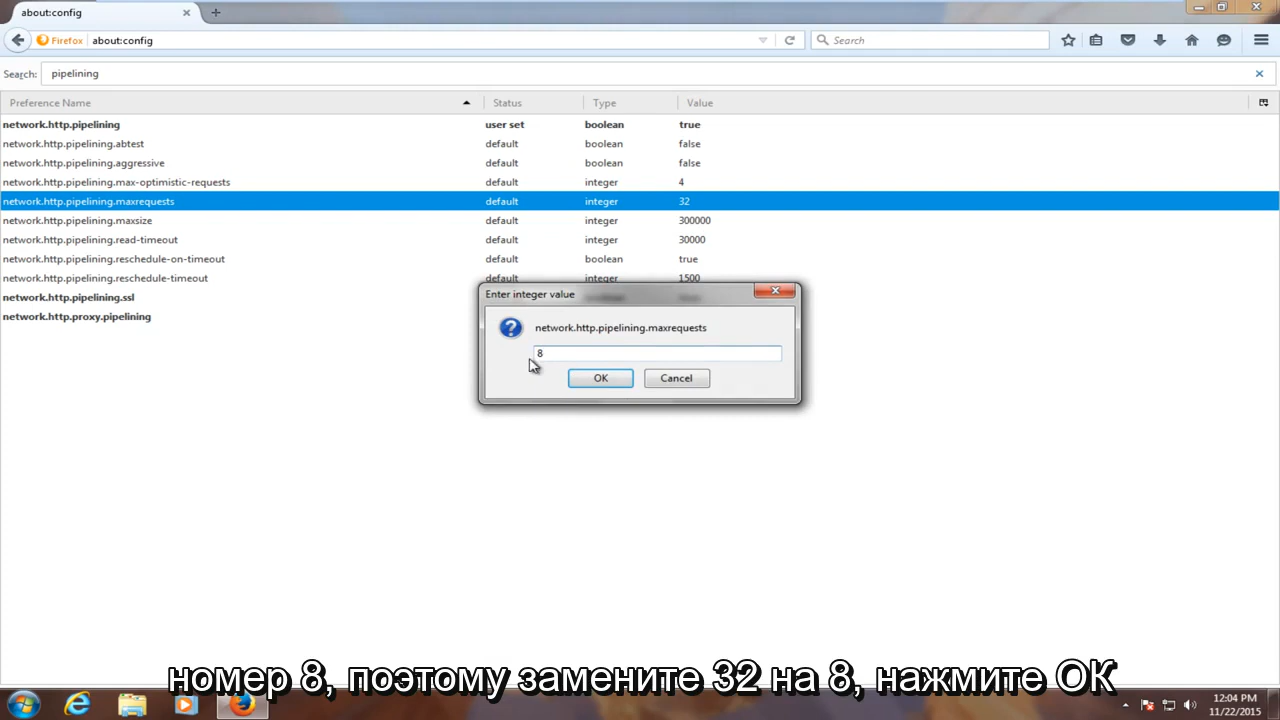 about:config
Firefox about:config Search
Search: pipelining
Preference Name Status Type Value
network.http.pipelining user set boolean true
network.http.pipelining.abtest default boolean false
network.http.pipelining.aggressive default boolean false
network.http.pipelining.max-optimistic-requests default integer 4
network.http.pipelining.maxrequests default integer 32
network.http.pipelining.maxsize default integer 300000
network.http.pipelining.read-timeout default integer 30000
network.http.pipelining.reschedule-on-timeout default boolean true
network.http.pipelining.reschedule-timeout default integer 1500
network.http.pipelining.ssl
network.http.proxy.pipelining
Enter integer value
network.http.pipelining.maxrequests
8
OK Cancel
номер 8, поэтому замените 32 на 8, нажмите ОК
12:04 PM
11/22/2015